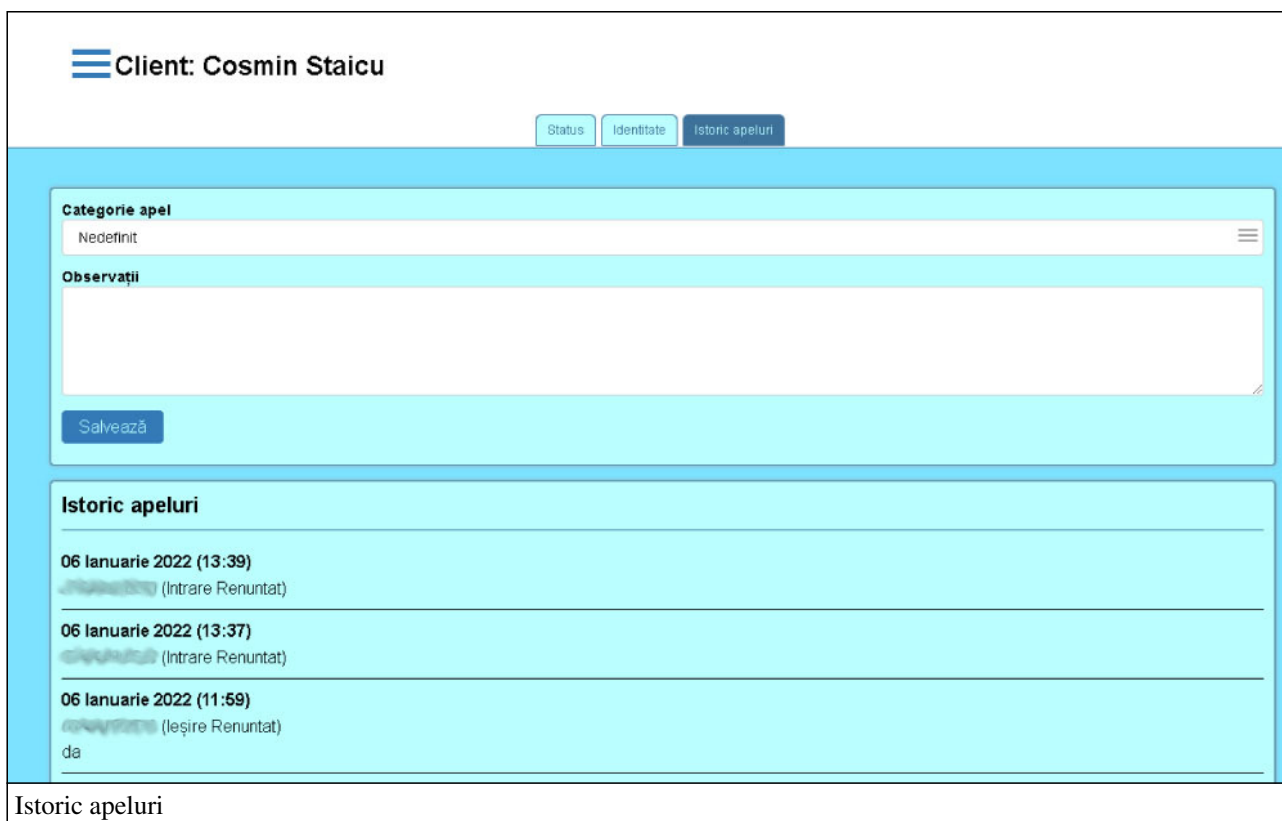 Client: Cosmin Staicu
Status Identitate Istoric apeluri
Categorie apel
Nedefinit
Observații
Salvează
Istoric apeluri
06 Ianuarie 2022 (13:39)
(Intrare Renuntat)
06 Ianuarie 2022 (13:37)
(Intrare Renuntat)
06 Ianuarie 2022 (11:59)
(Ieșire Renuntat)
da
Istoric apeluri